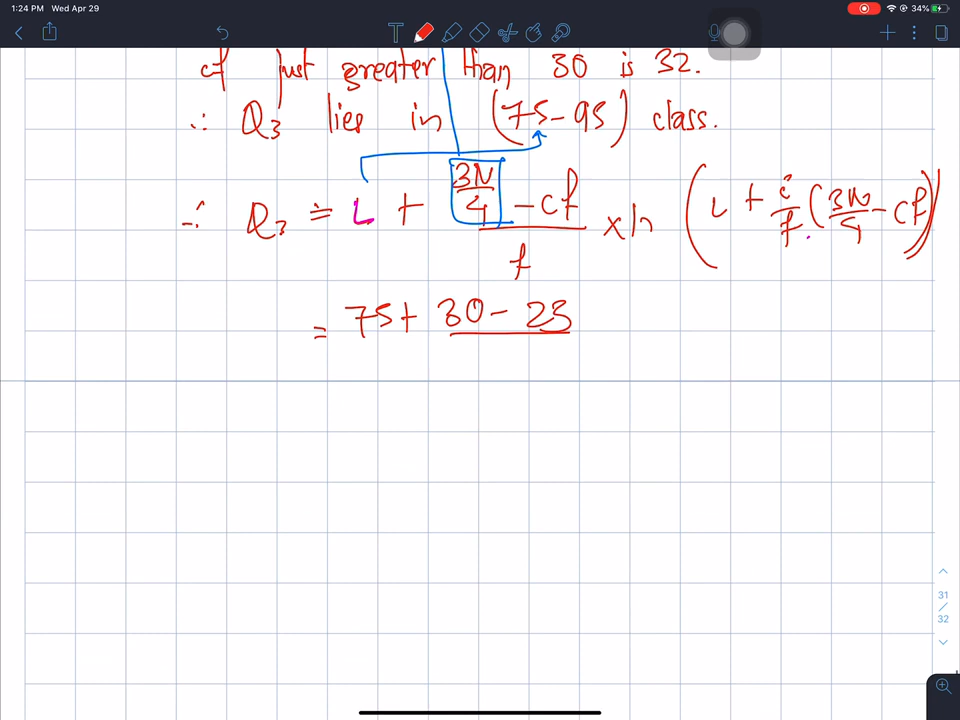 1:24 PM Wed Apr 29
34%
cf just greater than 30 is 32.
∴ Q₃ lies in (75-95) class.
∴ Q₃ = L + (3N/4 - cf)/f × h (L + i/f (3N/4 - cf))
= 75 + 30 - 25
31
/
32